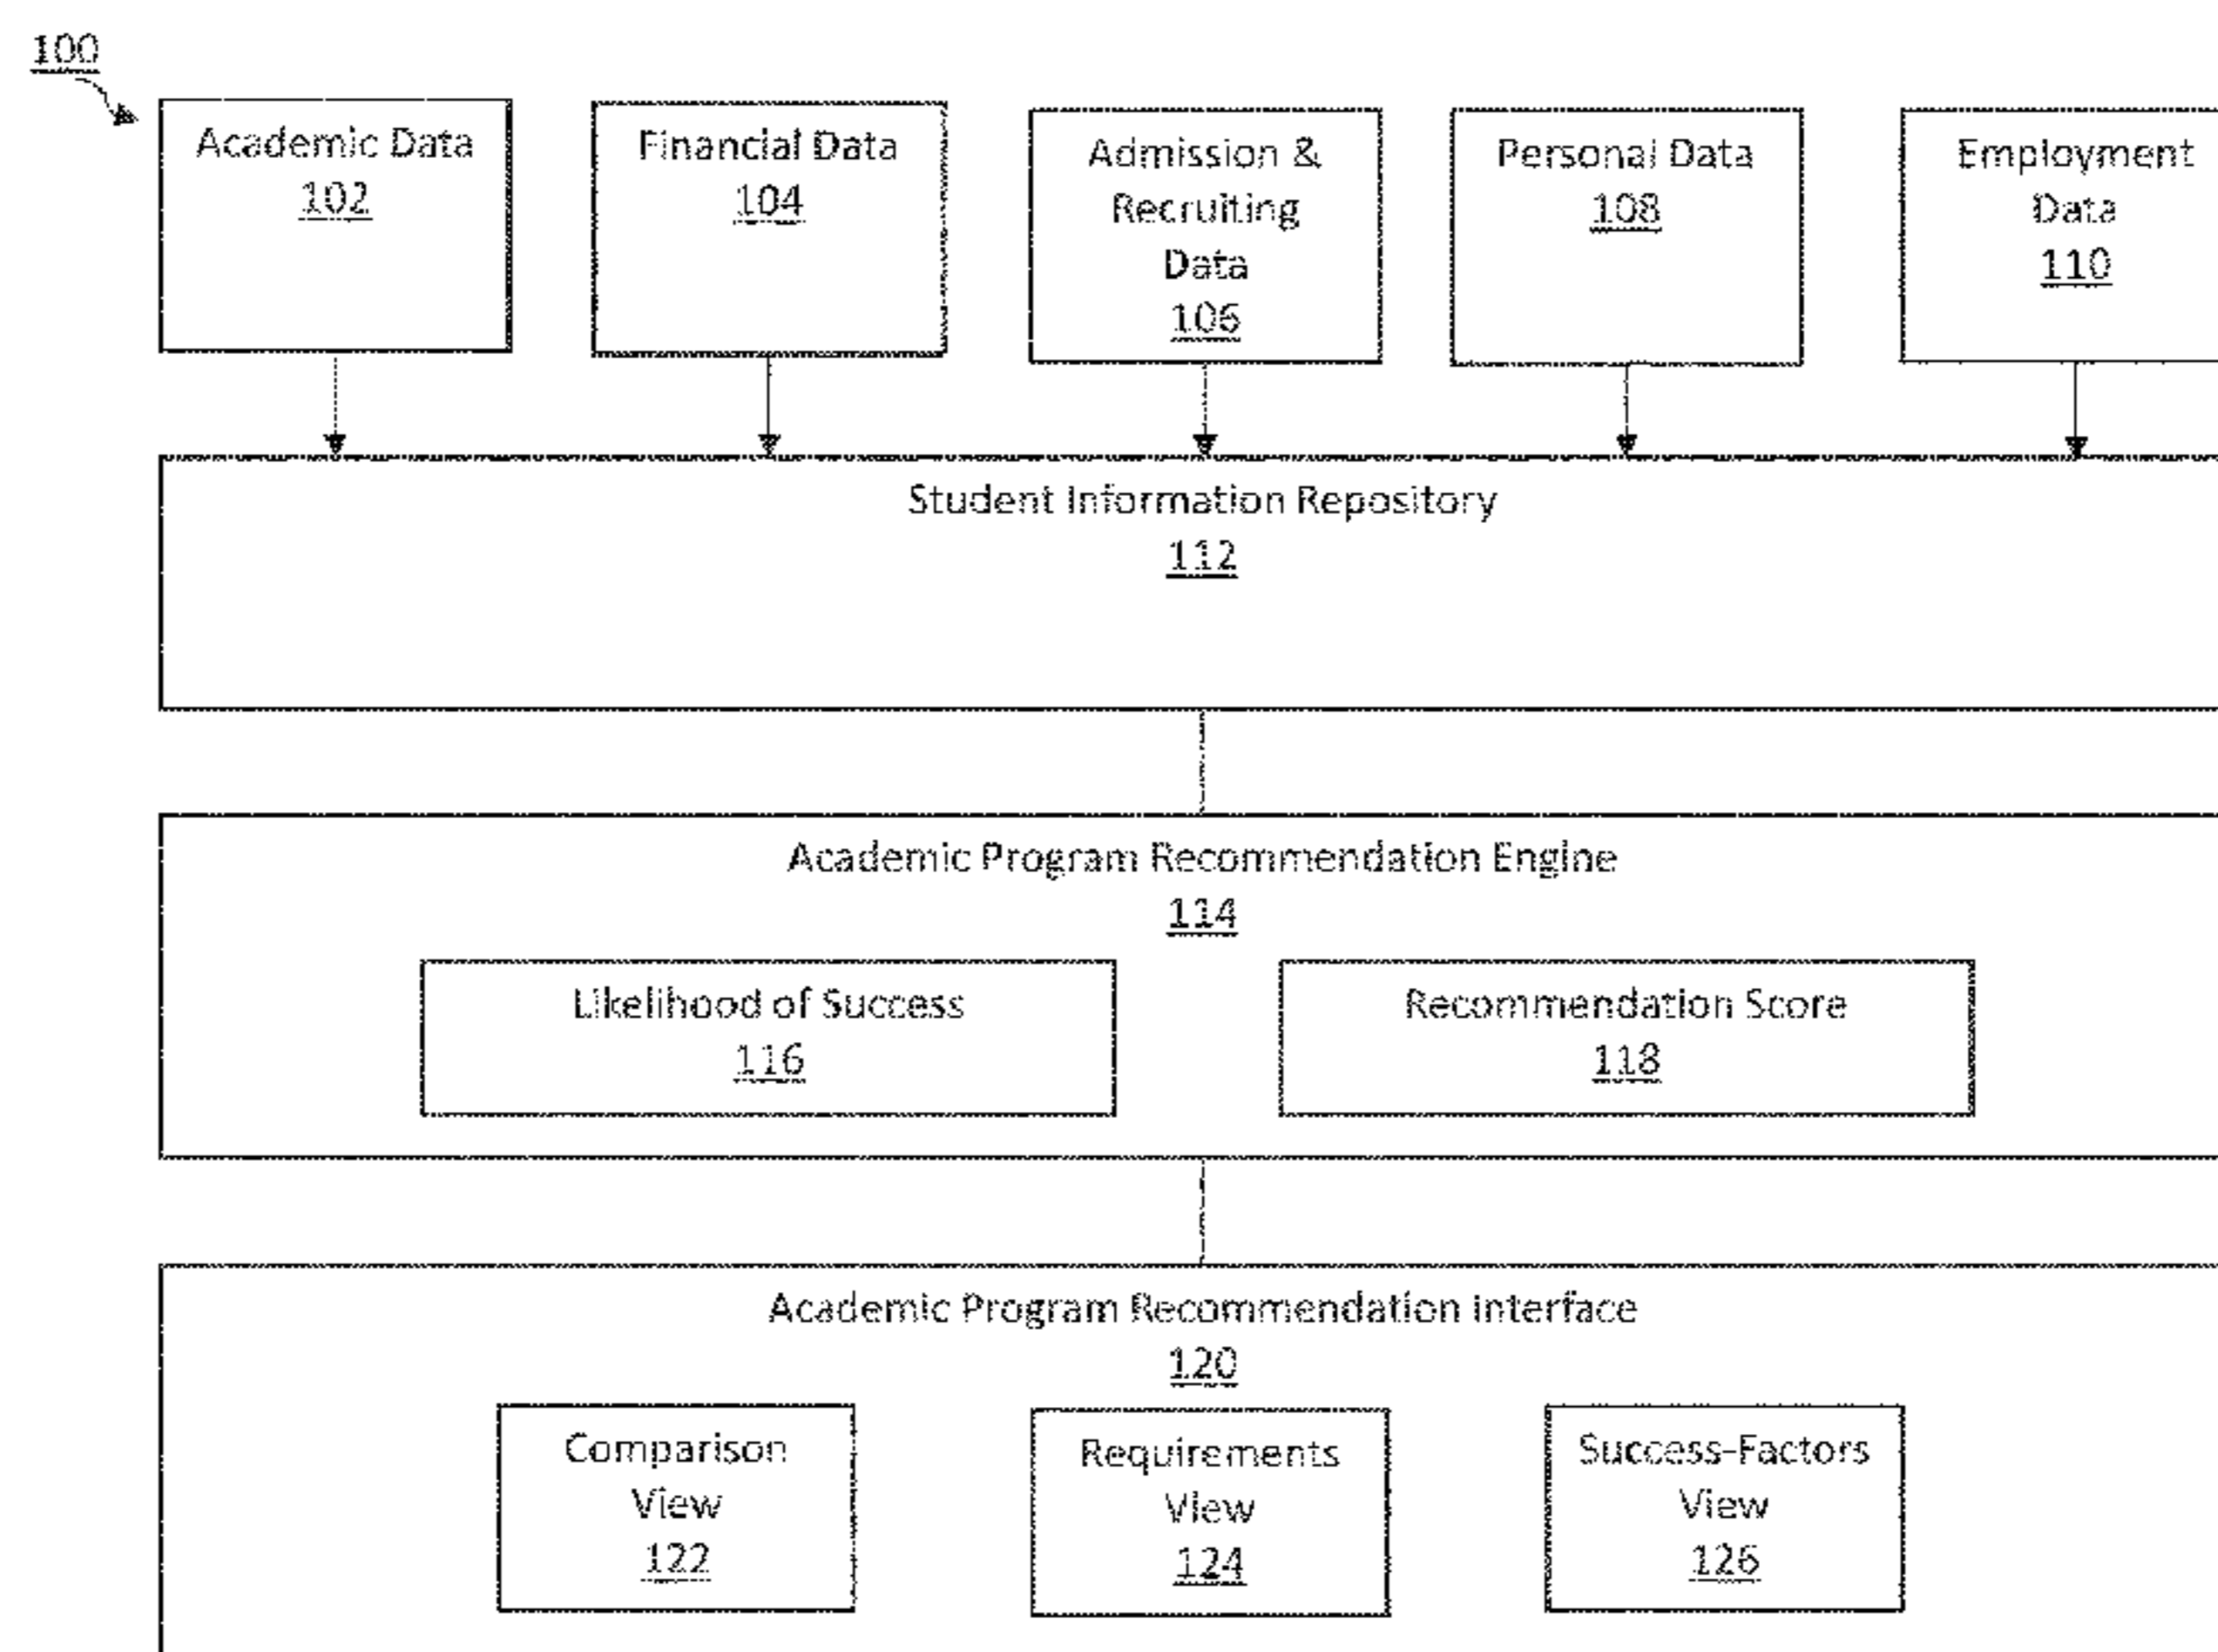 100
Academic Data
102
Financial Data
104
Admission &
Recruiting
Data
106
Personal Data
108
Employment
Data
110
Student Information Repository
112
Academic Program Recommendation Engine
114
Likelihood of Success
116
Recommendation Score
118
Academic Program Recommendation Interface
120
Comparison
View
122
Requirements
View
124
Success-Factors
View
126